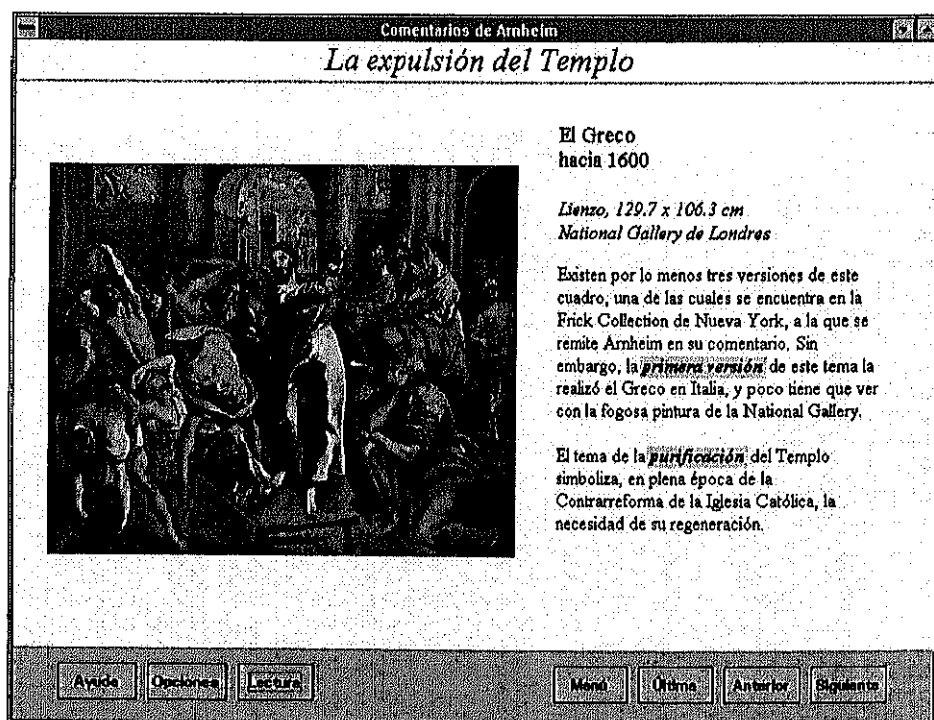 Comentarios de Arnheim
La expulsión del Templo
El Greco
hacia 1600
Lienzo, 129.7 x 106.3 cm
National Gallery de Londres
Existen por lo menos tres versiones de este
cuadro, una de las cuales se encuentra en la
Frick Collection de Nueva York, a la que se
remite Arnheim en su comentario. Sin
embargo, la primera versión de este tema la
realizó el Greco en Italia, y poco tiene que ver
con la fogosa pintura de la National Gallery.
El tema de la purificación del Templo
simboliza, en plena época de la
Contrarreforma de la Iglesia Católica, la
necesidad de su regeneración.
Ayuda Opciones Lectura Menú Última Anterior Siguiente